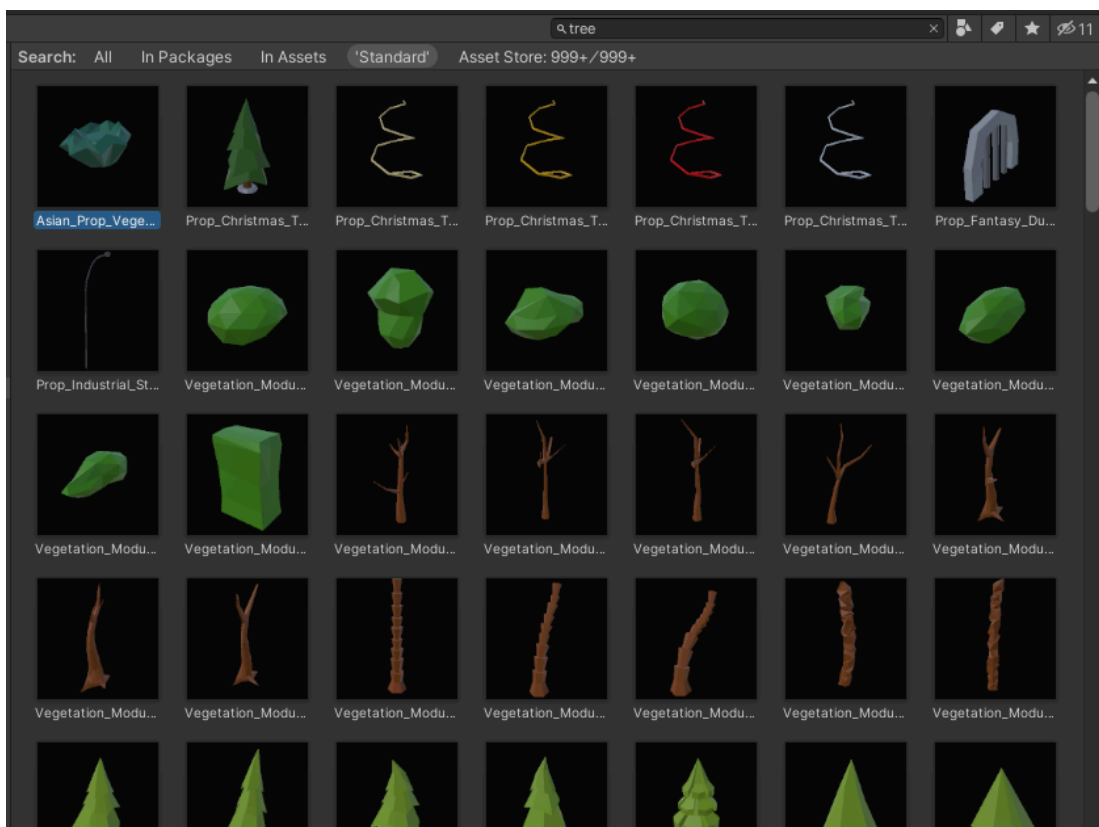 tree
11
Search: All In Packages In Assets 'Standard' Asset Store: 999+/999+
Asian_Prop_Vege... Prop_Christmas_T... Prop_Christmas_T... Prop_Christmas_T... Prop_Christmas_T... Prop_Christmas_T... Prop_Fantasy_Du...
Prop_Industrial_St... Vegetation_Modu... Vegetation_Modu... Vegetation_Modu... Vegetation_Modu... Vegetation_Modu... Vegetation_Modu...
Vegetation_Modu... Vegetation_Modu... Vegetation_Modu... Vegetation_Modu... Vegetation_Modu... Vegetation_Modu... Vegetation_Modu...
Vegetation_Modu... Vegetation_Modu... Vegetation_Modu... Vegetation_Modu... Vegetation_Modu... Vegetation_Modu... Vegetation_Modu...